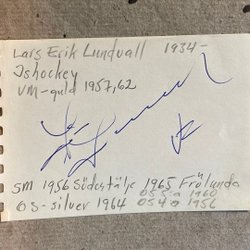 Lars Erik Lundvall 1934-
Ishockey
VM-guld 1957,62
SM 1956 Södertälje 1965 Frölunda
OS 5:a 1960
OS-silver 1964 OS 4:a 1956